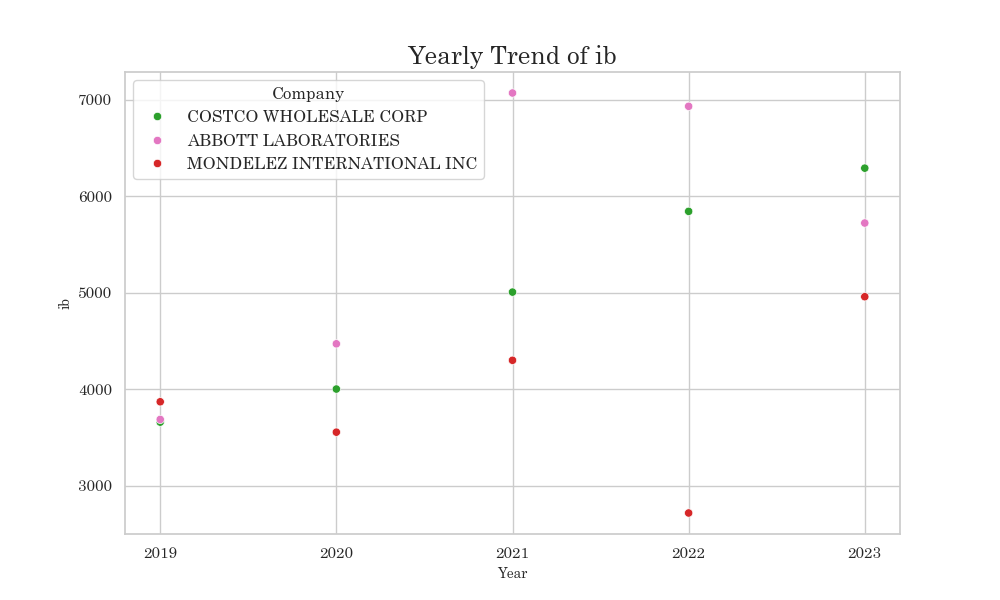 Yearly Trend of ib
Company
COSTCO WHOLESALE CORP
ABBOTT LABORATORIES
MONDELEZ INTERNATIONAL INC
7000
6000
5000
4000
3000
ib
2019 2020 2021 2022 2023
Year